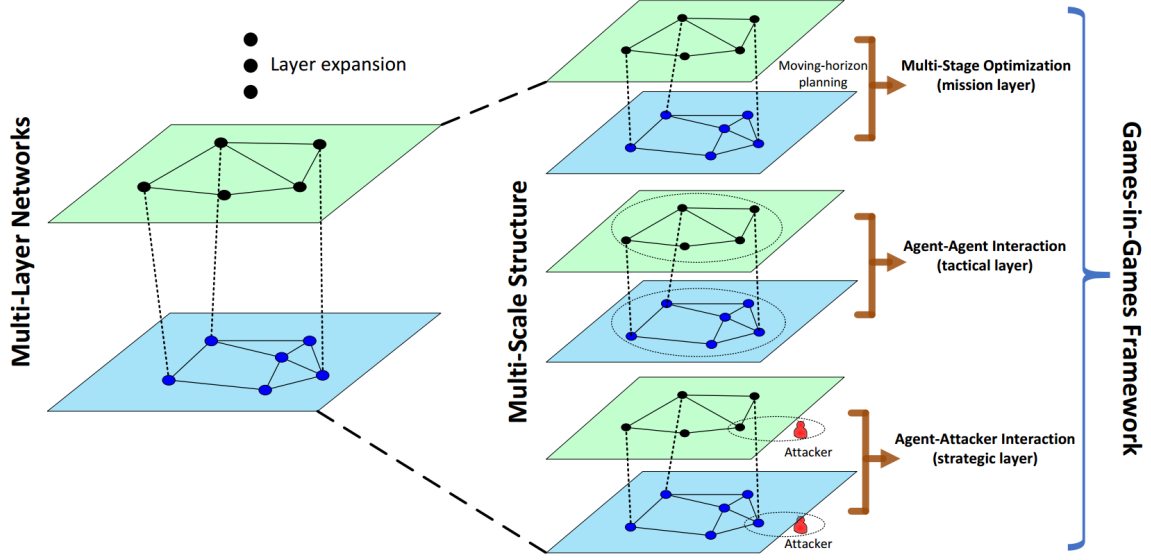 Multi-Layer Networks
Layer expansion
Multi-Scale Structure
Moving-horizon
planning
Multi-Stage Optimization
(mission layer)
Agent-Agent Interaction
(tactical layer)
Attacker
Agent-Attacker Interaction
(strategic layer)
Attacker
Games-in-Games Framework